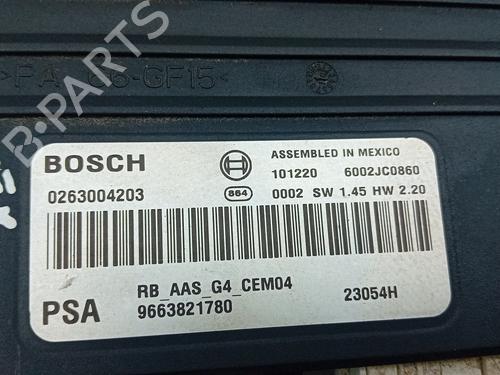 >PA 66-GF15<
B-PARTS
BOSCH
ASSEMBLED IN MEXICO
101220 6002JC0860
0263004203
864
0002 SW 1.45 HW 2.20
RB_AAS_G4_CEM04
PSA
9663821780
23054H